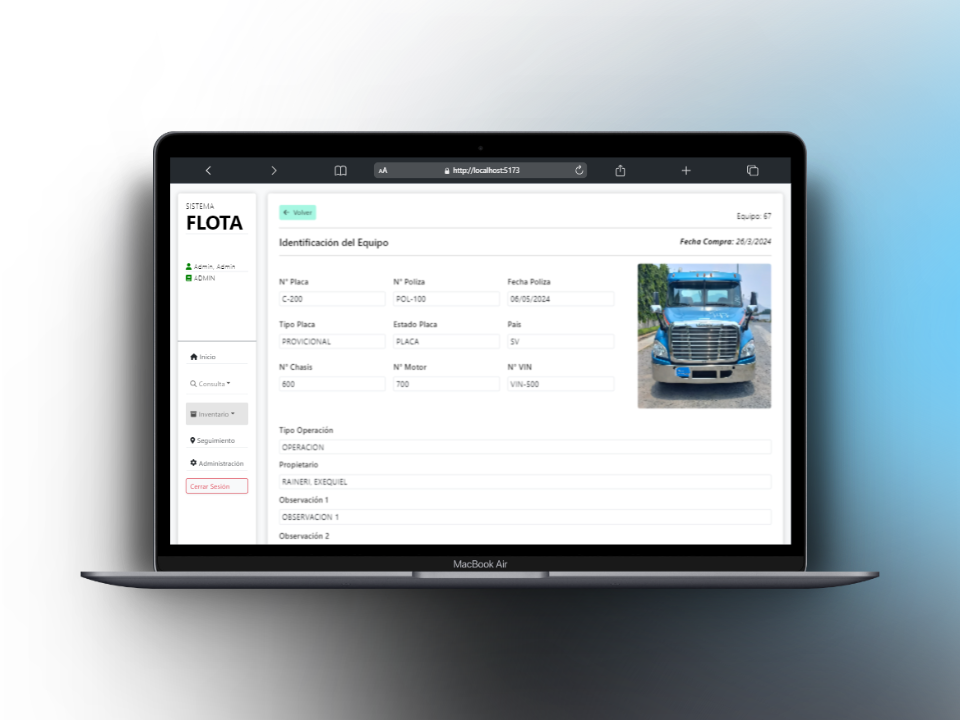 AA http://localhost:5173
SISTEMA
FLOTA
Admin, Admin
ADMIN
Inicio
Consulta
Inventario
Seguimiento
Administración
Cerrar Sesión
Volver
Equipo: 67
Identificación del Equipo
Fecha Compra: 26/3/2024
N° Placa N° Poliza Fecha Poliza
C-200 POL-100 06/05/2024
Tipo Placa Estado Placa Pais
PROVICIONAL PLACA SV
N° Chasis N° Motor N° VIN
600 700 VIN-500
Tipo Operación
OPERACION
Propietario
RAINERI, EXEQUIEL
Observación 1
OBSERVACION 1
Observación 2
MacBook Air